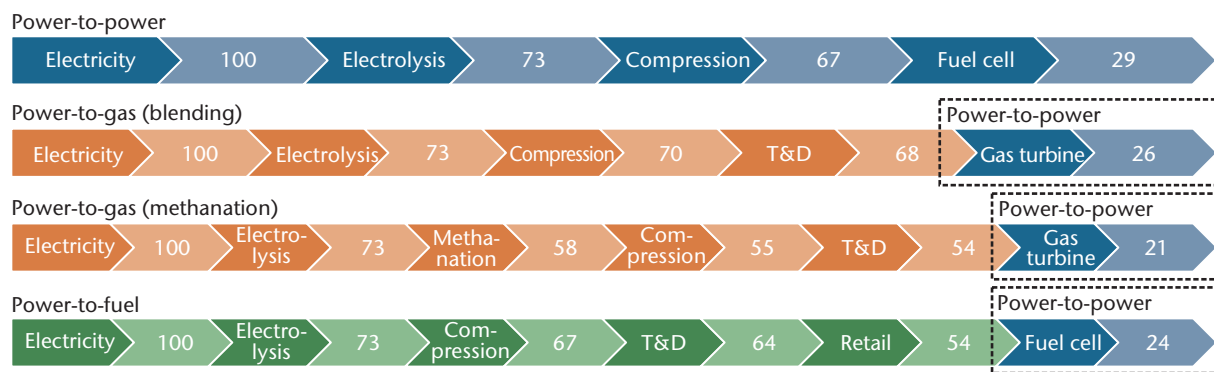 Power-to-power
Electricity 100 Electrolysis 73 Compression 67 Fuel cell 29
Power-to-gas (blending)
Power-to-power
Electricity 100 Electrolysis 73 Compression 70 T&D 68 Gas turbine 26
Power-to-gas (methanation)
Power-to-power
Electricity 100 Electro-
lysis 73 Metha-
nation 58 Com-
pression 55 T&D 54 Gas
turbine 21
Power-to-fuel
Power-to-power
Electricity 100 Electro-
lysis 73 Com-
pression 67 T&D 64 Retail 54 Fuel cell 24